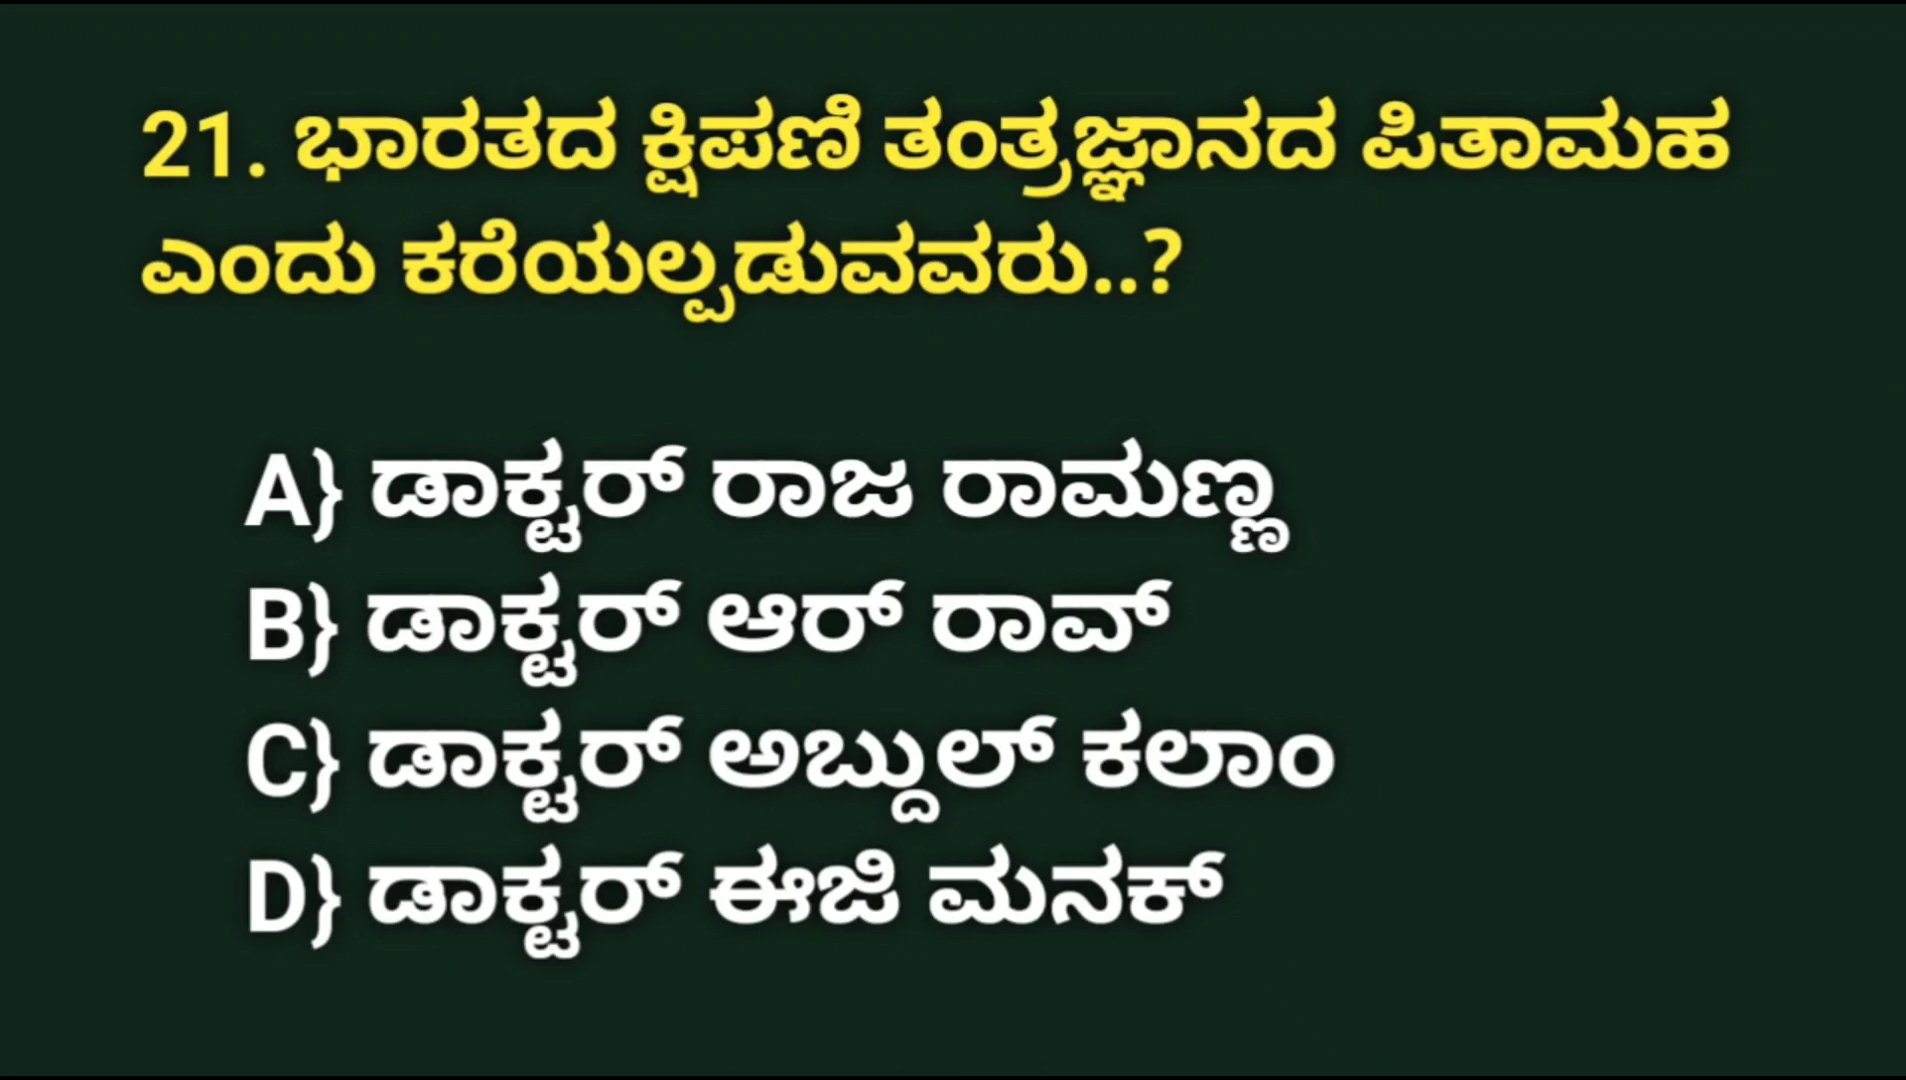 21. ಭಾರತದ ಕ್ಷಿಪಣಿ ತಂತ್ರಜ್ಞಾನದ ಪಿತಾಮಹ
ಎಂದು ಕರೆಯಲ್ಪಡುವವರು..?
A} ಡಾಕ್ಟರ್ ರಾಜ ರಾಮಣ್ಣ
B} ಡಾಕ್ಟರ್ ಆರ್ ರಾವ್
C} ಡಾಕ್ಟರ್ ಅಬ್ದುಲ್ ಕಲಾಂ
D} ಡಾಕ್ಟರ್ ಈಜಿ ಮನಕ್